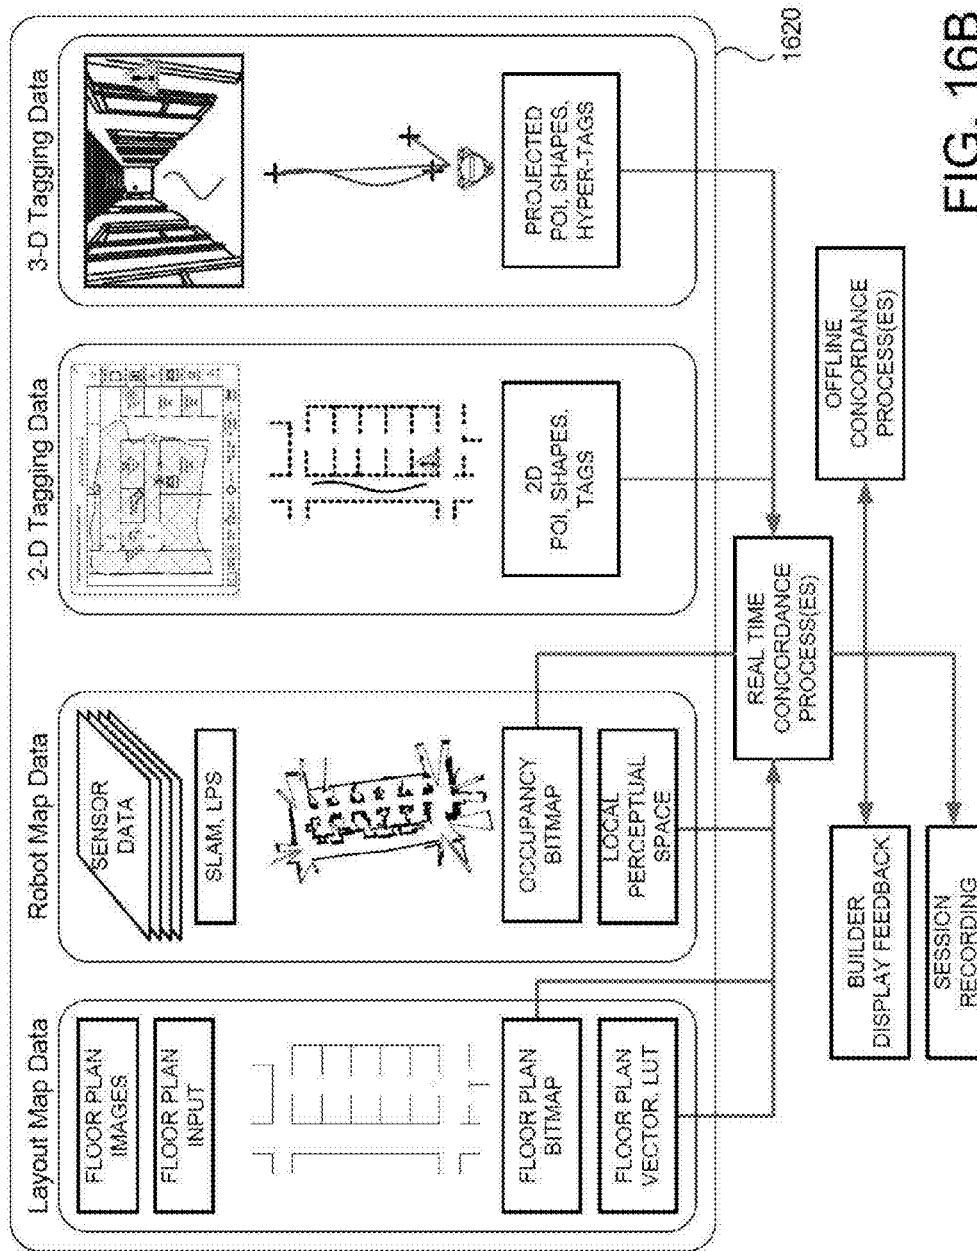 Layout Map Data
FLOOR PLAN
IMAGES
FLOOR PLAN
INPUT
FLOOR PLAN
BITMAP
FLOOR PLAN
VECTOR, LUT
Robot Map Data
SENSOR
DATA
SLAM, LPS
OCCUPANCY
BITMAP
LOCAL
PERCEPTUAL
SPACE
2-D Tagging Data
2D
POI, SHAPES,
TAGS
3-D Tagging Data
PROJECTED
POI, SHAPES,
HYPER-TAGS
1620
REAL TIME
CONCORDANCE
PROCESS(ES)
OFFLINE
CONCORDANCE
PROCESS(ES)
BUILDER
DISPLAY FEEDBACK
SESSION
RECORDING
FIG. 16B